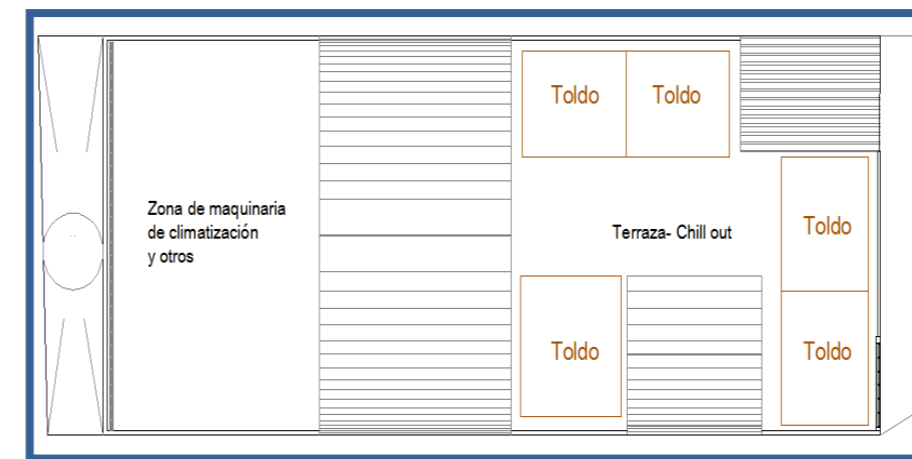 Toldo
Toldo
Zona de maquinaria
de climatización
y otros
Terraza- Chill out
Toldo
Toldo
Toldo